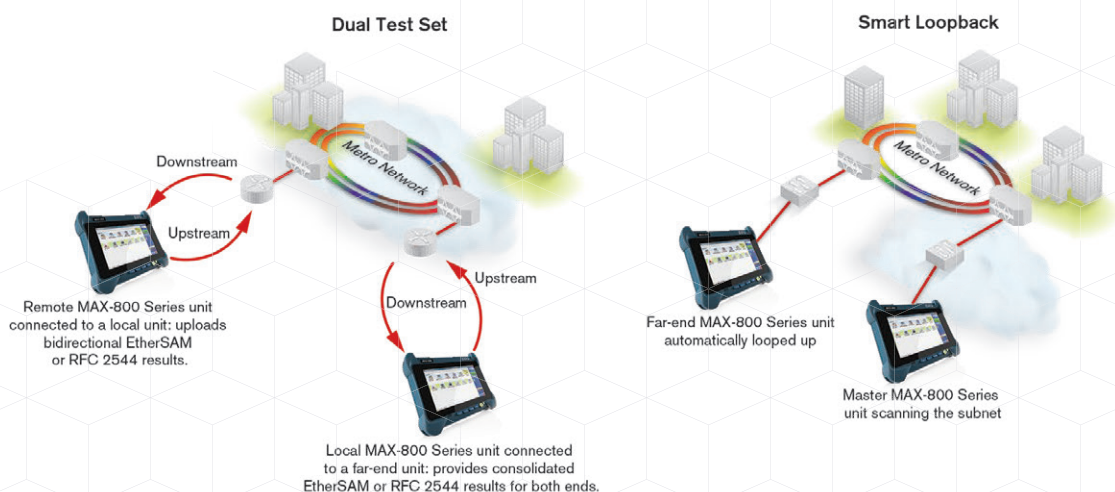 Dual Test Set
Metro Network
Downstream
Upstream
Remote MAX-800 Series unit
connected to a local unit: uploads
bidirectional EtherSAM
or RFC 2544 results.
Upstream
Downstream
Local MAX-800 Series unit connected
to a far-end unit: provides consolidated
EtherSAM or RFC 2544 results for both ends.
Smart Loopback
Metro Network
Far-end MAX-800 Series unit
automatically looped up
Master MAX-800 Series
unit scanning the subnet